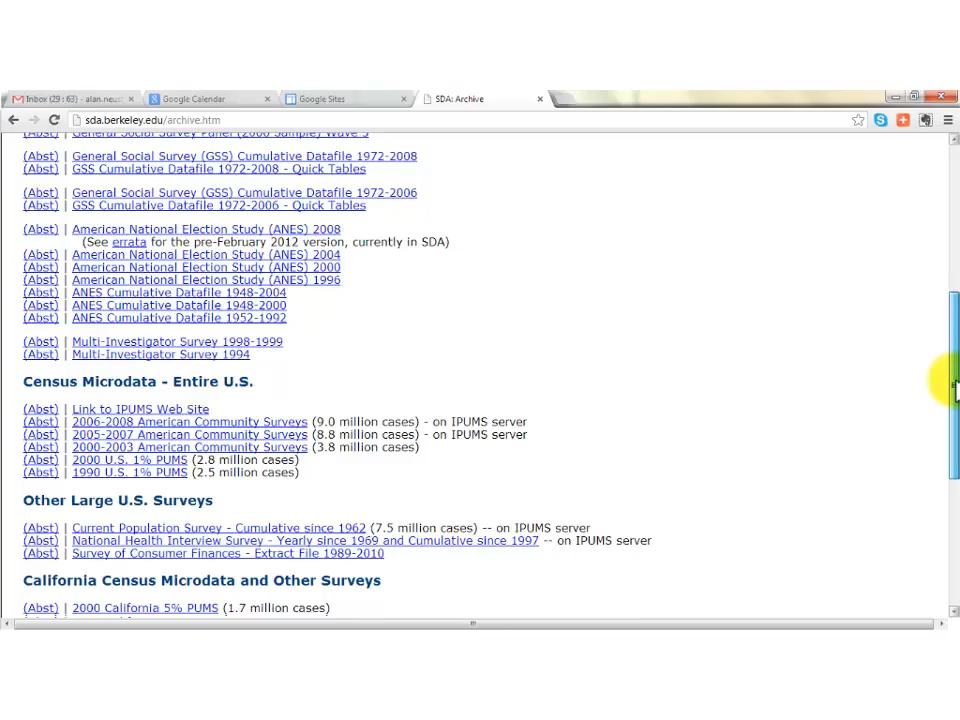 Inbox (29 : 63) - alan.neus
Google Calendar
Google Sites
SDA: Archive
sda.berkeley.edu/archive.htm
General Social Survey Panel (2006 Sample) Wave 3
(Abst) | General Social Survey (GSS) Cumulative Datafile 1972-2008
(Abst) | GSS Cumulative Datafile 1972-2008 - Quick Tables
(Abst) | General Social Survey (GSS) Cumulative Datafile 1972-2006
(Abst) | GSS Cumulative Datafile 1972-2006 - Quick Tables
(Abst) | American National Election Study (ANES) 2008
(See errata for the pre-February 2012 version, currently in SDA)
(Abst) | American National Election Study (ANES) 2004
(Abst) | American National Election Study (ANES) 2000
(Abst) | American National Election Study (ANES) 1996
(Abst) | ANES Cumulative Datafile 1948-2004
(Abst) | ANES Cumulative Datafile 1948-2000
(Abst) | ANES Cumulative Datafile 1952-1992
(Abst) | Multi-Investigator Survey 1998-1999
(Abst) | Multi-Investigator Survey 1994
Census Microdata - Entire U.S.
(Abst) | Link to IPUMS Web Site
(Abst) | 2006-2008 American Community Surveys (9.0 million cases) - on IPUMS server
(Abst) | 2005-2007 American Community Surveys (8.8 million cases) - on IPUMS server
(Abst) | 2000-2003 American Community Surveys (3.8 million cases)
(Abst) | 2000 U.S. 1% PUMS (2.8 million cases)
(Abst) | 1990 U.S. 1% PUMS (2.5 million cases)
Other Large U.S. Surveys
(Abst) | Current Population Survey - Cumulative since 1962 (7.5 million cases) -- on IPUMS server
(Abst) | National Health Interview Survey - Yearly since 1969 and Cumulative since 1997 -- on IPUMS server
(Abst) | Survey of Consumer Finances - Extract File 1989-2010
California Census Microdata and Other Surveys
(Abst) | 2000 California 5% PUMS (1.7 million cases)